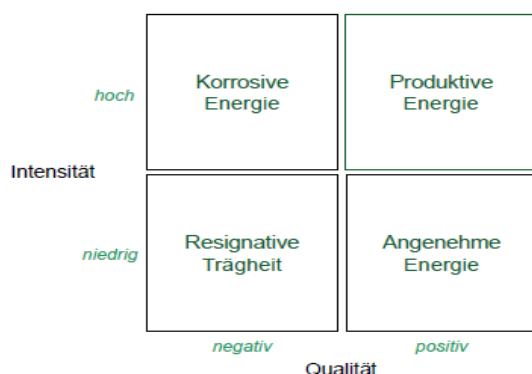 Korrosive
Energie
Produktive
Energie
hoch
Intensität
Resignative
Trägheit
Angenehme
Energie
niedrig
negativ
positiv
Qualität